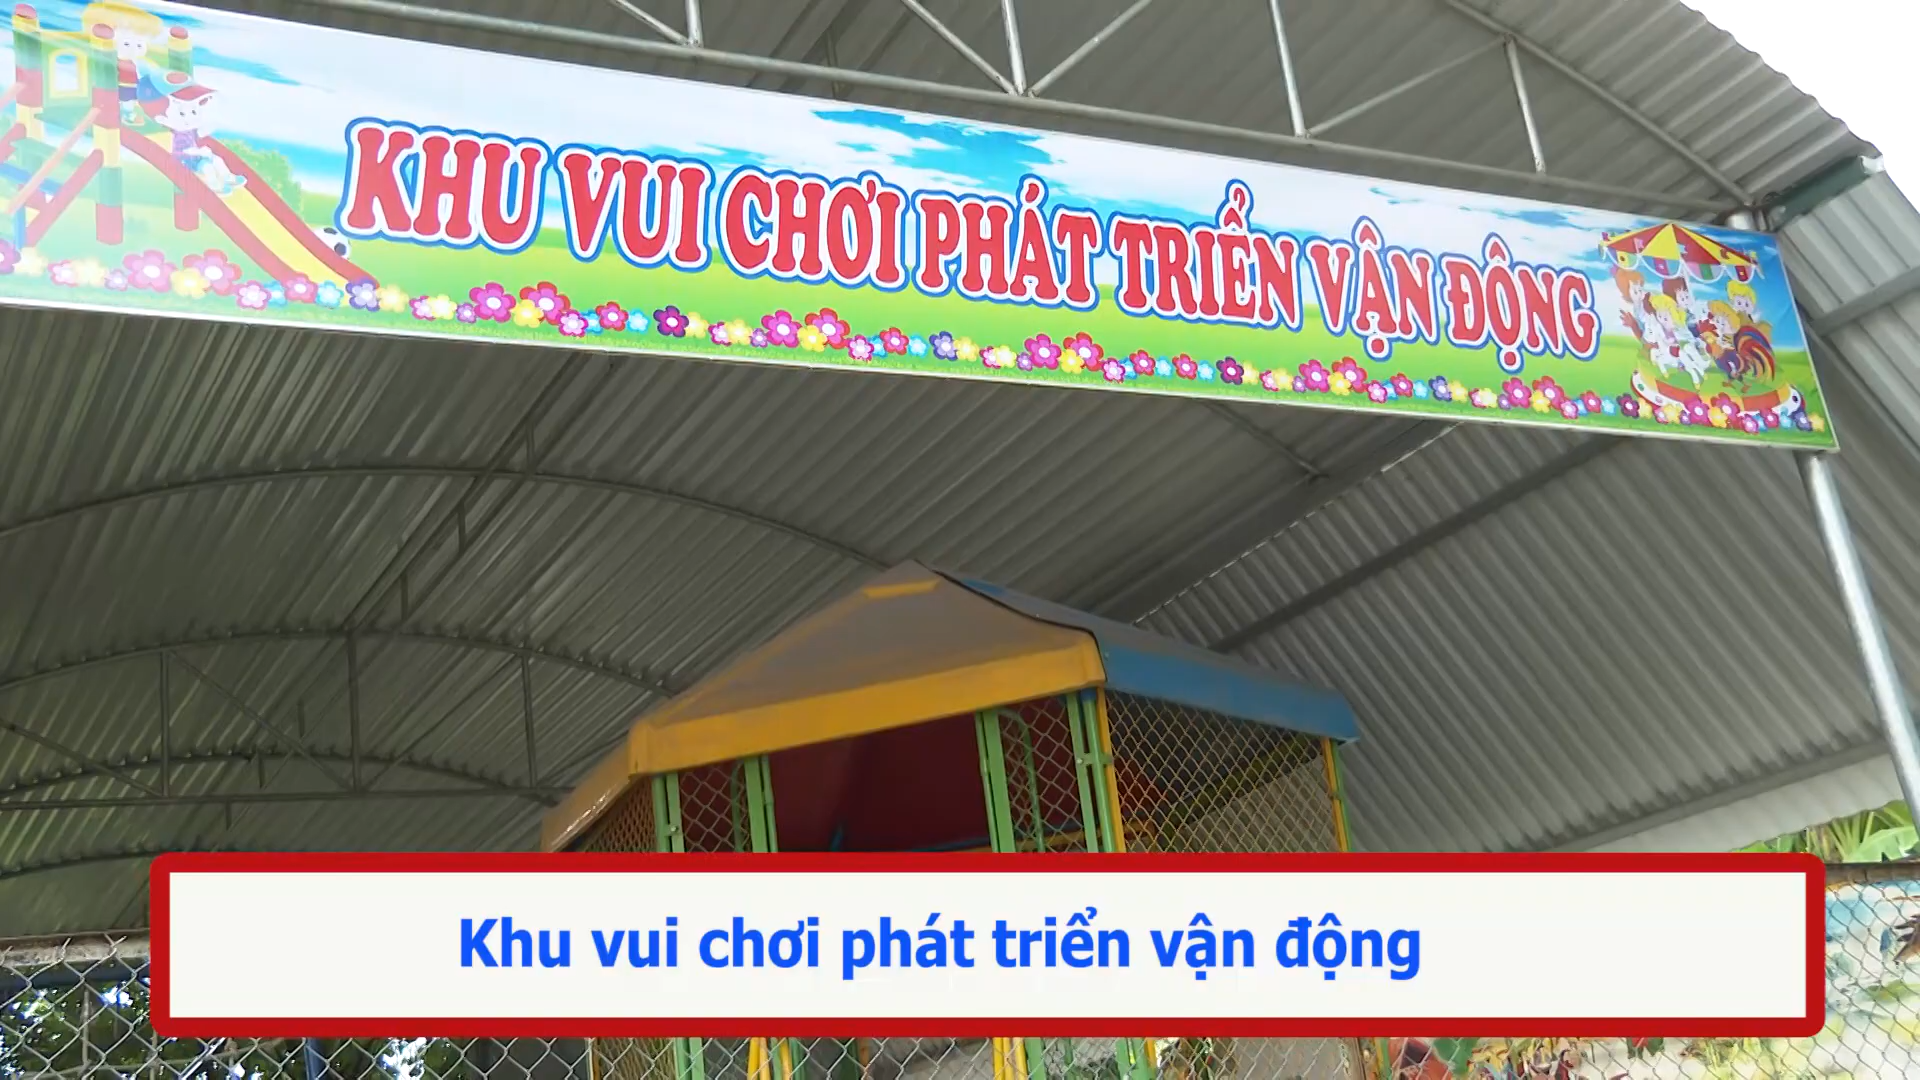 KHU VUI CHƠI PHÁT TRIỂN VẬN ĐỘNG
Khu vui chơi phát triển vận động